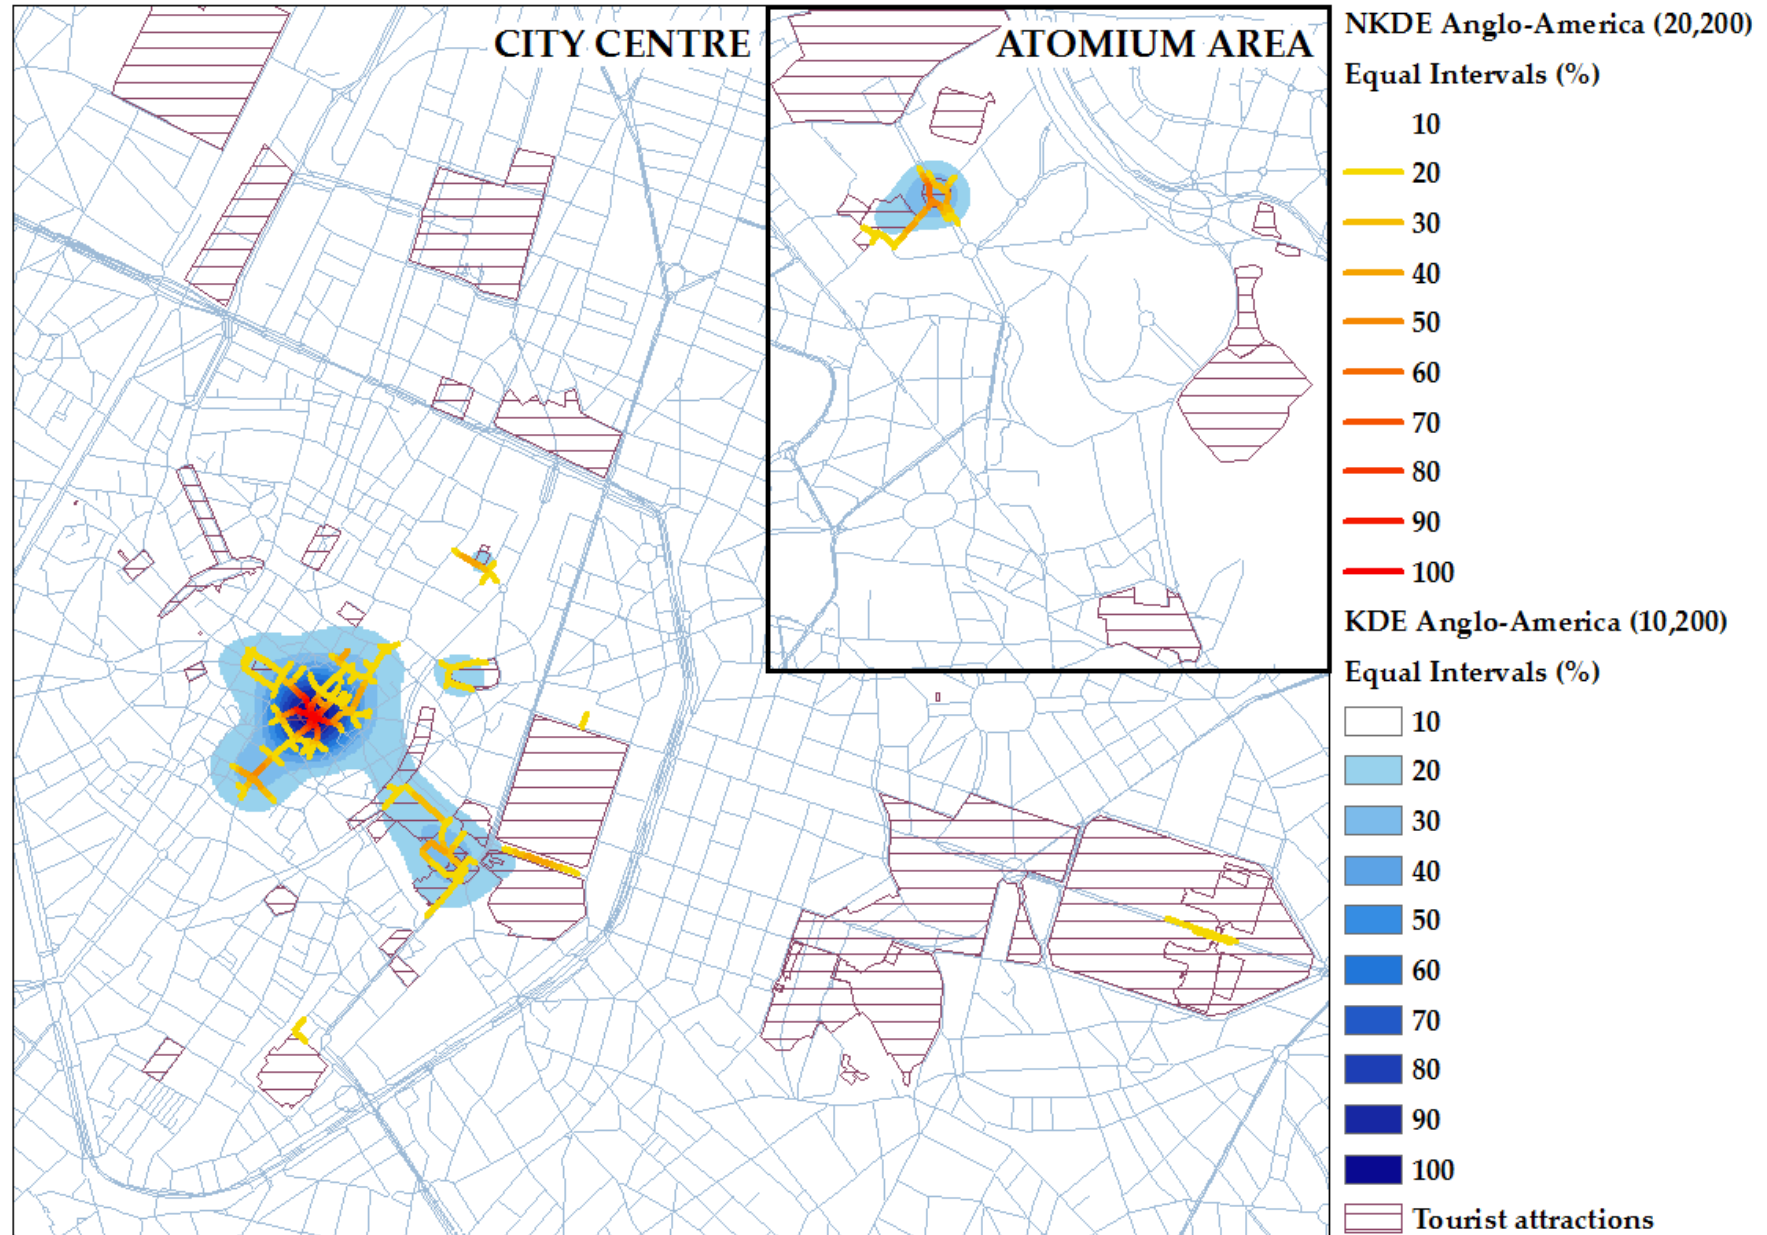 CITY CENTRE
ATOMIUM AREA
NKDE Anglo-America (20,200)
Equal Intervals (%)
10
20
30
40
50
60
70
80
90
100
KDE Anglo-America (10,200)
Equal Intervals (%)
10
20
30
40
50
60
70
80
90
100
Tourist attractions